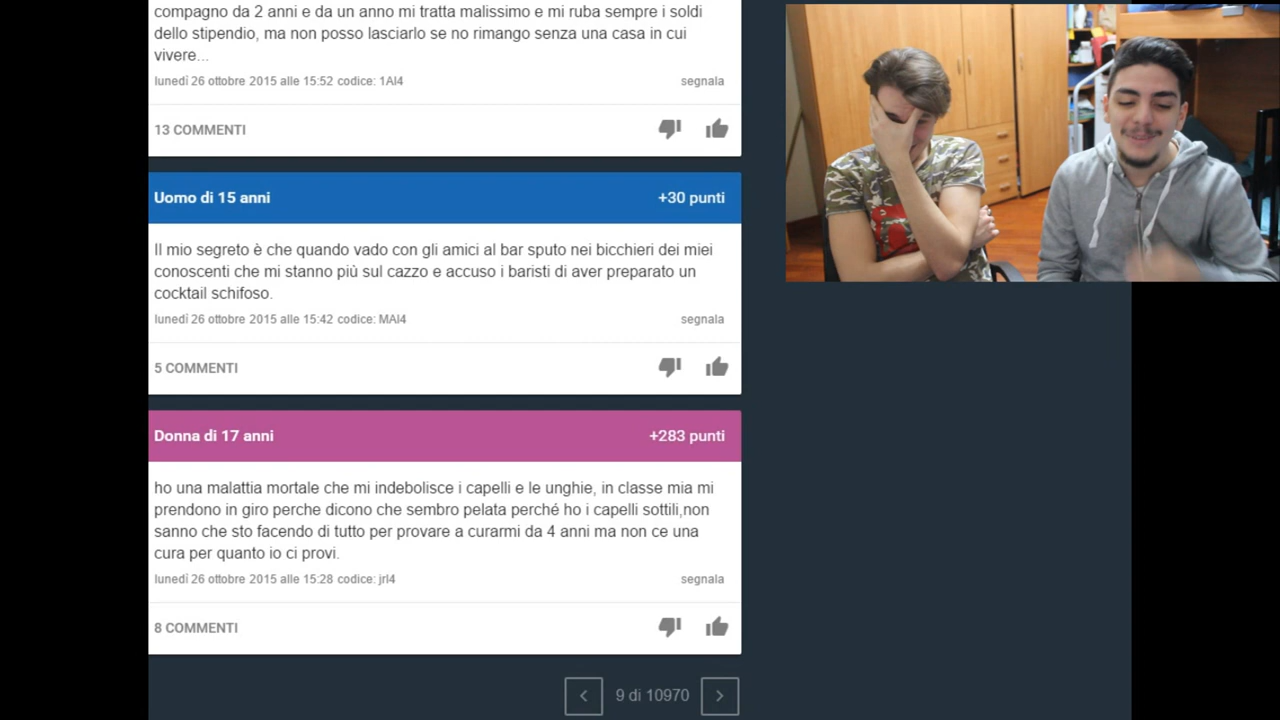 compagno da 2 anni e da un anno mi tratta malissimo e mi ruba sempre i soldi
dello stipendio, ma non posso lasciarlo se no rimango senza una casa in cui
vivere...
lunedì 26 ottobre 2015 alle 15:52 codice: 1Al4
segnala
13 COMMENTI
Uomo di 15 anni
+30 punti
Il mio segreto è che quando vado con gli amici al bar sputo nei bicchieri dei miei
conoscenti che mi stanno più sul cazzo e accuso i baristi di aver preparato un
cocktail schifoso.
lunedì 26 ottobre 2015 alle 15:42 codice: MAl4
segnala
5 COMMENTI
Donna di 17 anni
+283 punti
ho una malattia mortale che mi indebolisce i capelli e le unghie, in classe mia mi
prendono in giro perche dicono che sembro pelata perché ho i capelli sottili,non
sanno che sto facendo di tutto per provare a curarmi da 4 anni ma non ce una
cura per quanto io ci provi.
lunedì 26 ottobre 2015 alle 15:28 codice: jrl4
segnala
8 COMMENTI
9 di 10970